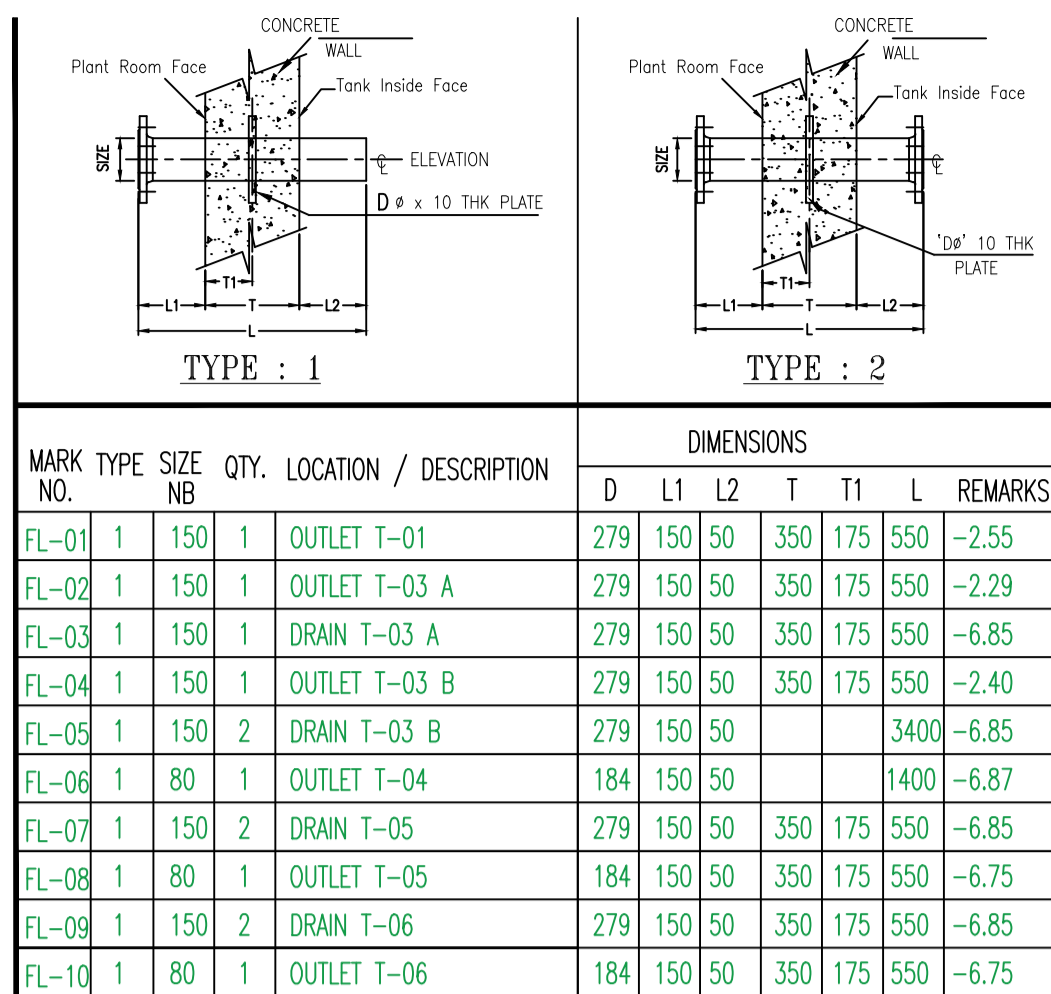 CONCRETE
WALL
Plant Room Face
Tank Inside Face
SIZE
℄ ELEVATION
D ø x 10 THK PLATE
T1
L1 T L2
L
TYPE : 1
CONCRETE
WALL
Plant Room Face
Tank Inside Face
SIZE
℄
'Dø' 10 THK
PLATE
T1
L1 T L2
L
TYPE : 2
MARK NO. TYPE SIZE NB QTY. LOCATION / DESCRIPTION DIMENSIONS
D L1 L2 T T1 L REMARKS
FL-01 1 150 1 OUTLET T-01 279 150 50 350 175 550 -2.55
FL-02 1 150 1 OUTLET T-03 A 279 150 50 350 175 550 -2.29
FL-03 1 150 1 DRAIN T-03 A 279 150 50 350 175 550 -6.85
FL-04 1 150 1 OUTLET T-03 B 279 150 50 350 175 550 -2.40
FL-05 1 150 2 DRAIN T-03 B 279 150 50 3400 -6.85
FL-06 1 80 1 OUTLET T-04 184 150 50 1400 -6.87
FL-07 1 150 2 DRAIN T-05 279 150 50 350 175 550 -6.85
FL-08 1 80 1 OUTLET T-05 184 150 50 350 175 550 -6.75
FL-09 1 150 2 DRAIN T-06 279 150 50 350 175 550 -6.85
FL-10 1 80 1 OUTLET T-06 184 150 50 350 175 550 -6.75